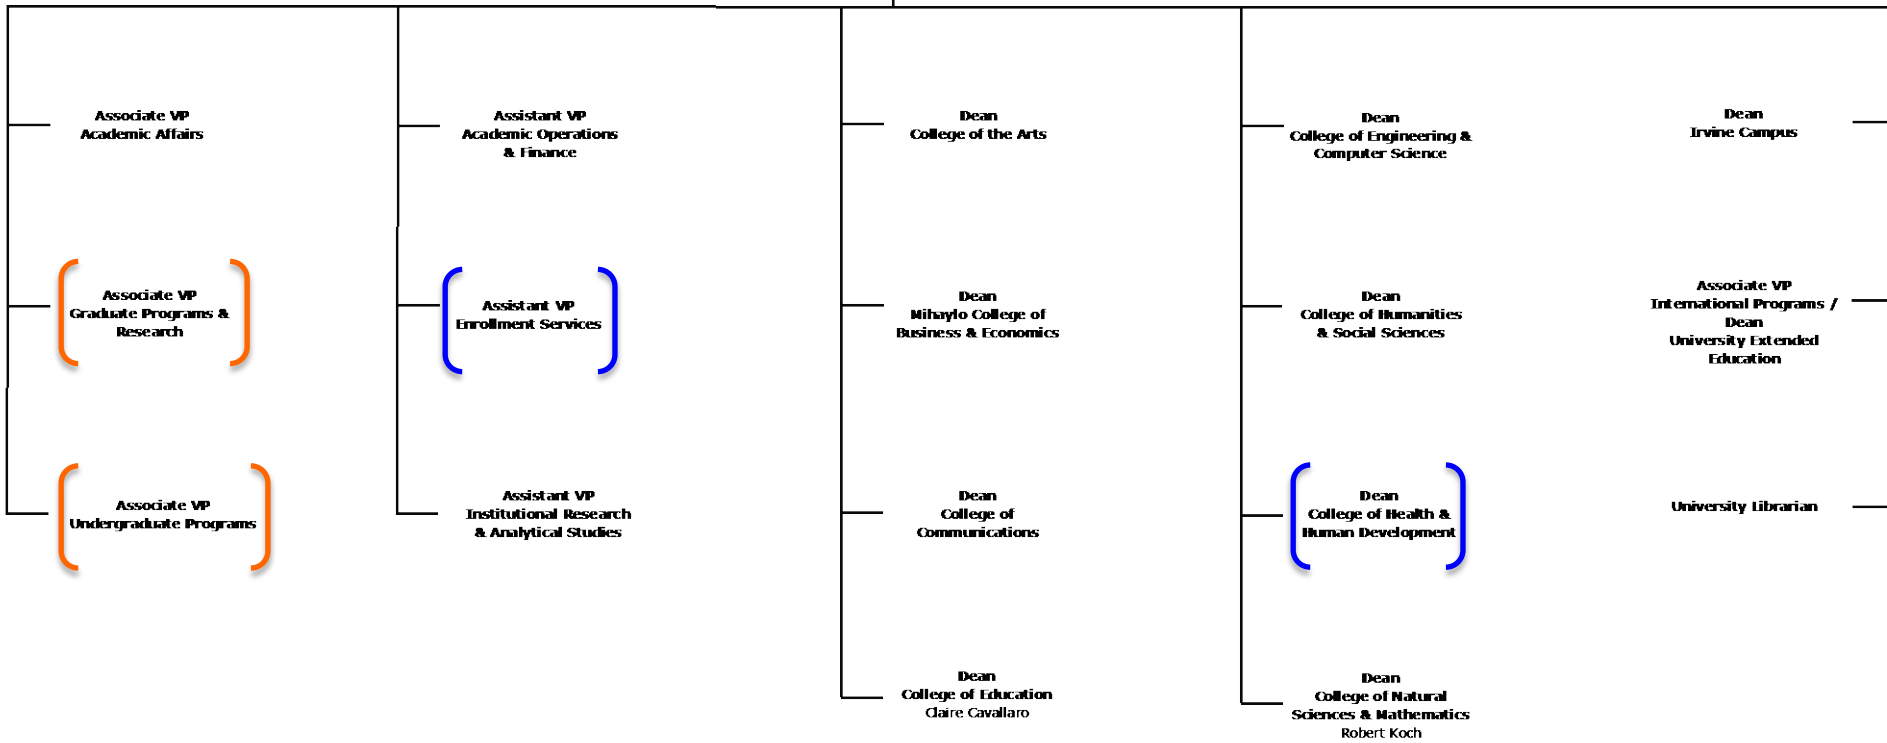 Associate VP
Academic Affairs
Associate VP
Graduate Programs &
Research
Associate VP
Undergraduate Programs
Assistant VP
Academic Operations
& Finance
Assistant VP
Enrollment Services
Assistant VP
Institutional Research
& Analytical Studies
Dean
College of the Arts
Dean
Mihaylo College of
Business & Economics
Dean
College of
Communications
Dean
College of Education
Claire Cavallaro
Dean
College of Engineering &
Computer Science
Dean
College of Humanities
& Social Sciences
Dean
College of Health &
Human Development
Dean
College of Natural
Sciences & Mathematics
Robert Koch
Dean
Irvine Campus
Associate VP
International Programs /
Dean
University Extended
Education
University Librarian